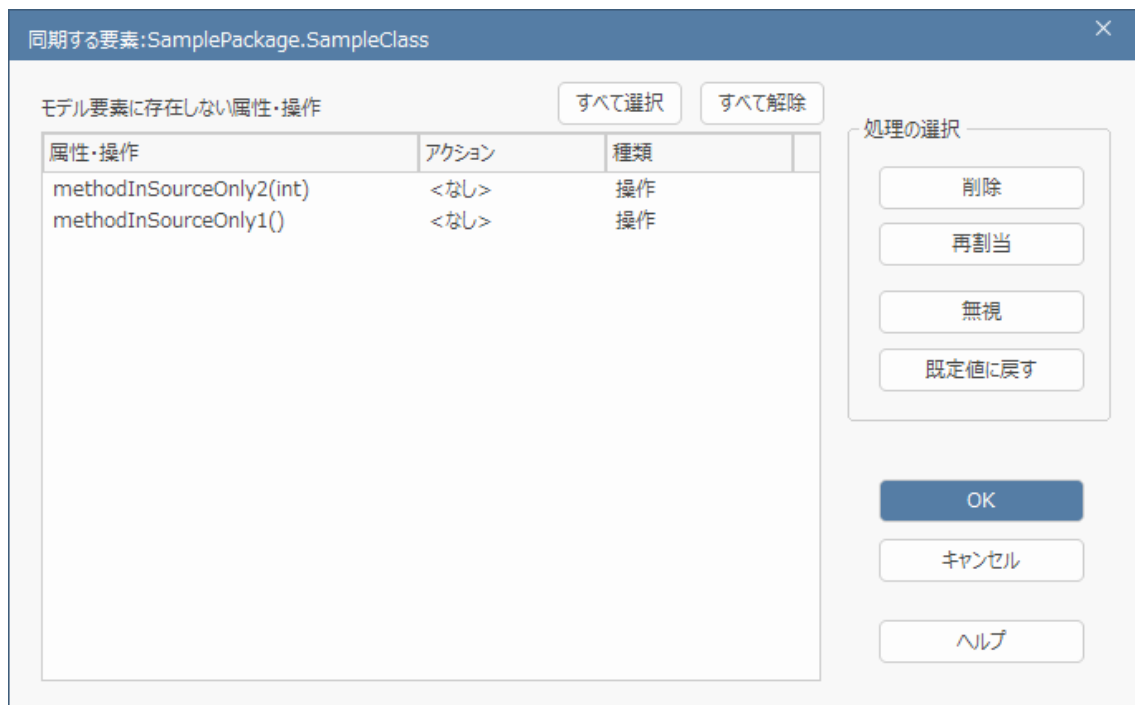 同期する要素:SamplePackage.SampleClass
モデル要素に存在しない属性・操作
すべて選択
すべて解除
属性・操作 アクション 種類
methodInSourceOnly2(int) <なし> 操作
methodInSourceOnly1() <なし> 操作
処理の選択
削除
再割当
無視
既定値に戻す
OK
キャンセル
ヘルプ